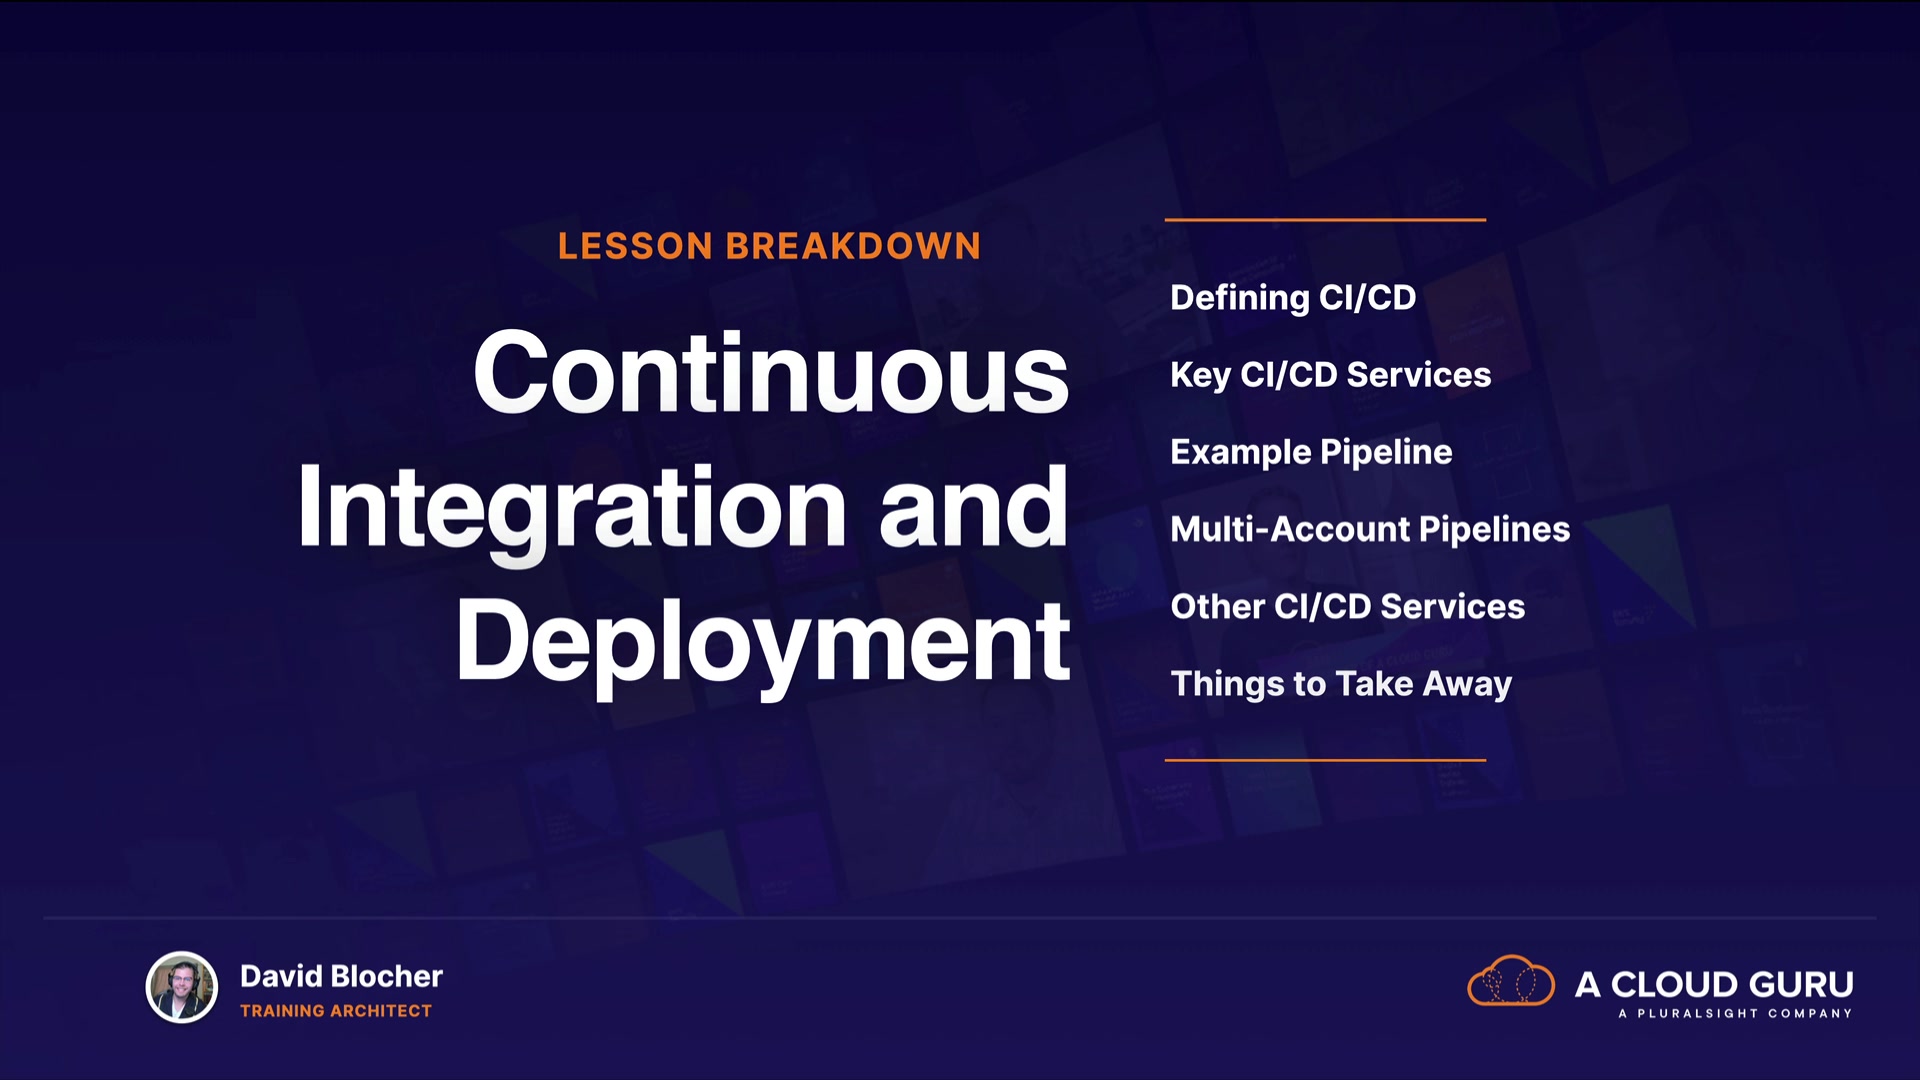 LESSON BREAKDOWN
Continuous
Integration and
Deployment
Defining CI/CD
Key CI/CD Services
Example Pipeline
Multi-Account Pipelines
Other CI/CD Services
Things to Take Away
David Blocher
TRAINING ARCHITECT
A CLOUD GURU
A PLURALSIGHT COMPANY